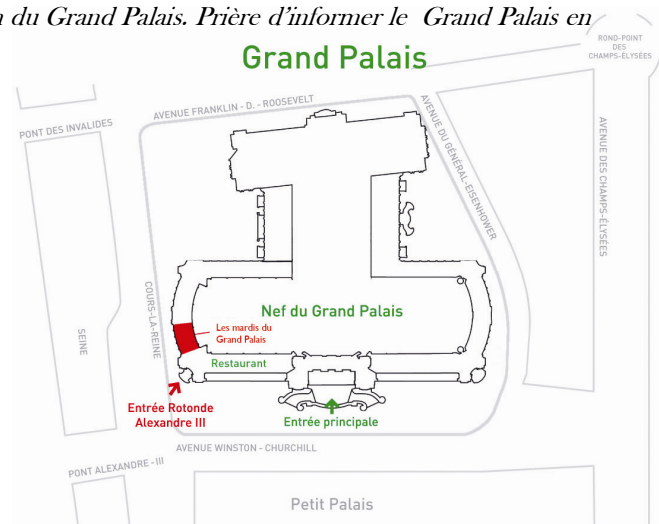 du Grand Palais. Prière d'informer le Grand Palais en
Grand Palais
ROND-POINT
DES
CHAMPS-ÉLYSÉES
AVENUE FRANKLIN - D. - ROOSEVELT
PONT DES INVALIDES
AVENUE DU GÉNÉRAL-EISENHOWER
AVENUE DES CHAMPS-ÉLYSÉES
COURS-LA-REINE
SEINE
Nef du Grand Palais
Les mardis du
Grand Palais
Restaurant
Entrée Rotonde
Alexandre III
Entrée principale
AVENUE WINSTON - CHURCHILL
PONT ALEXANDRE - III
Petit Palais